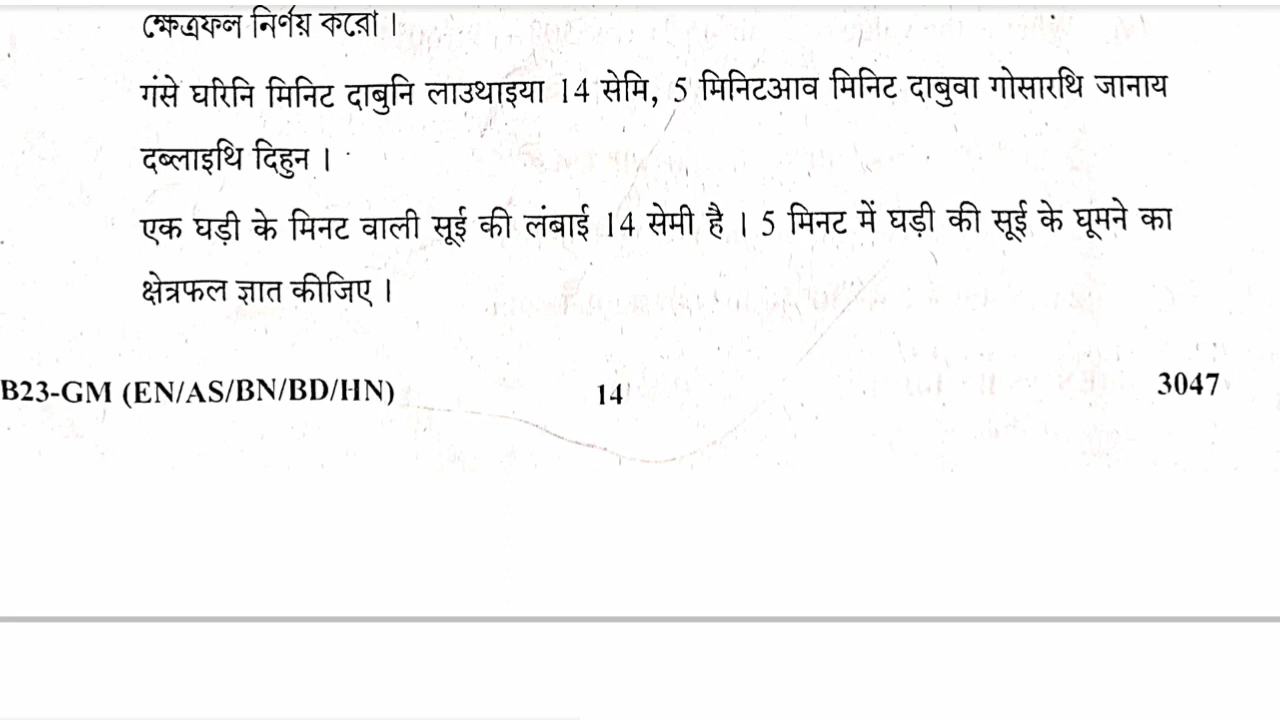 ক্ষেত্রফল নির্ণয় করো ।
गंसे घरिनि मिनिट दाबुनि लाउथाइया 14 सेमि, 5 मिनिटआव मिनिट दाबुवा गोसारथि जानाय
दब्लाइथि दिहुन ।
एक घड़ी के मिनट वाली सूई की लंबाई 14 सेमी है । 5 मिनट में घड़ी की सूई के घूमने का
क्षेत्रफल ज्ञात कीजिए ।
B23-GM (EN/AS/BN/BD/HN) 14 3047